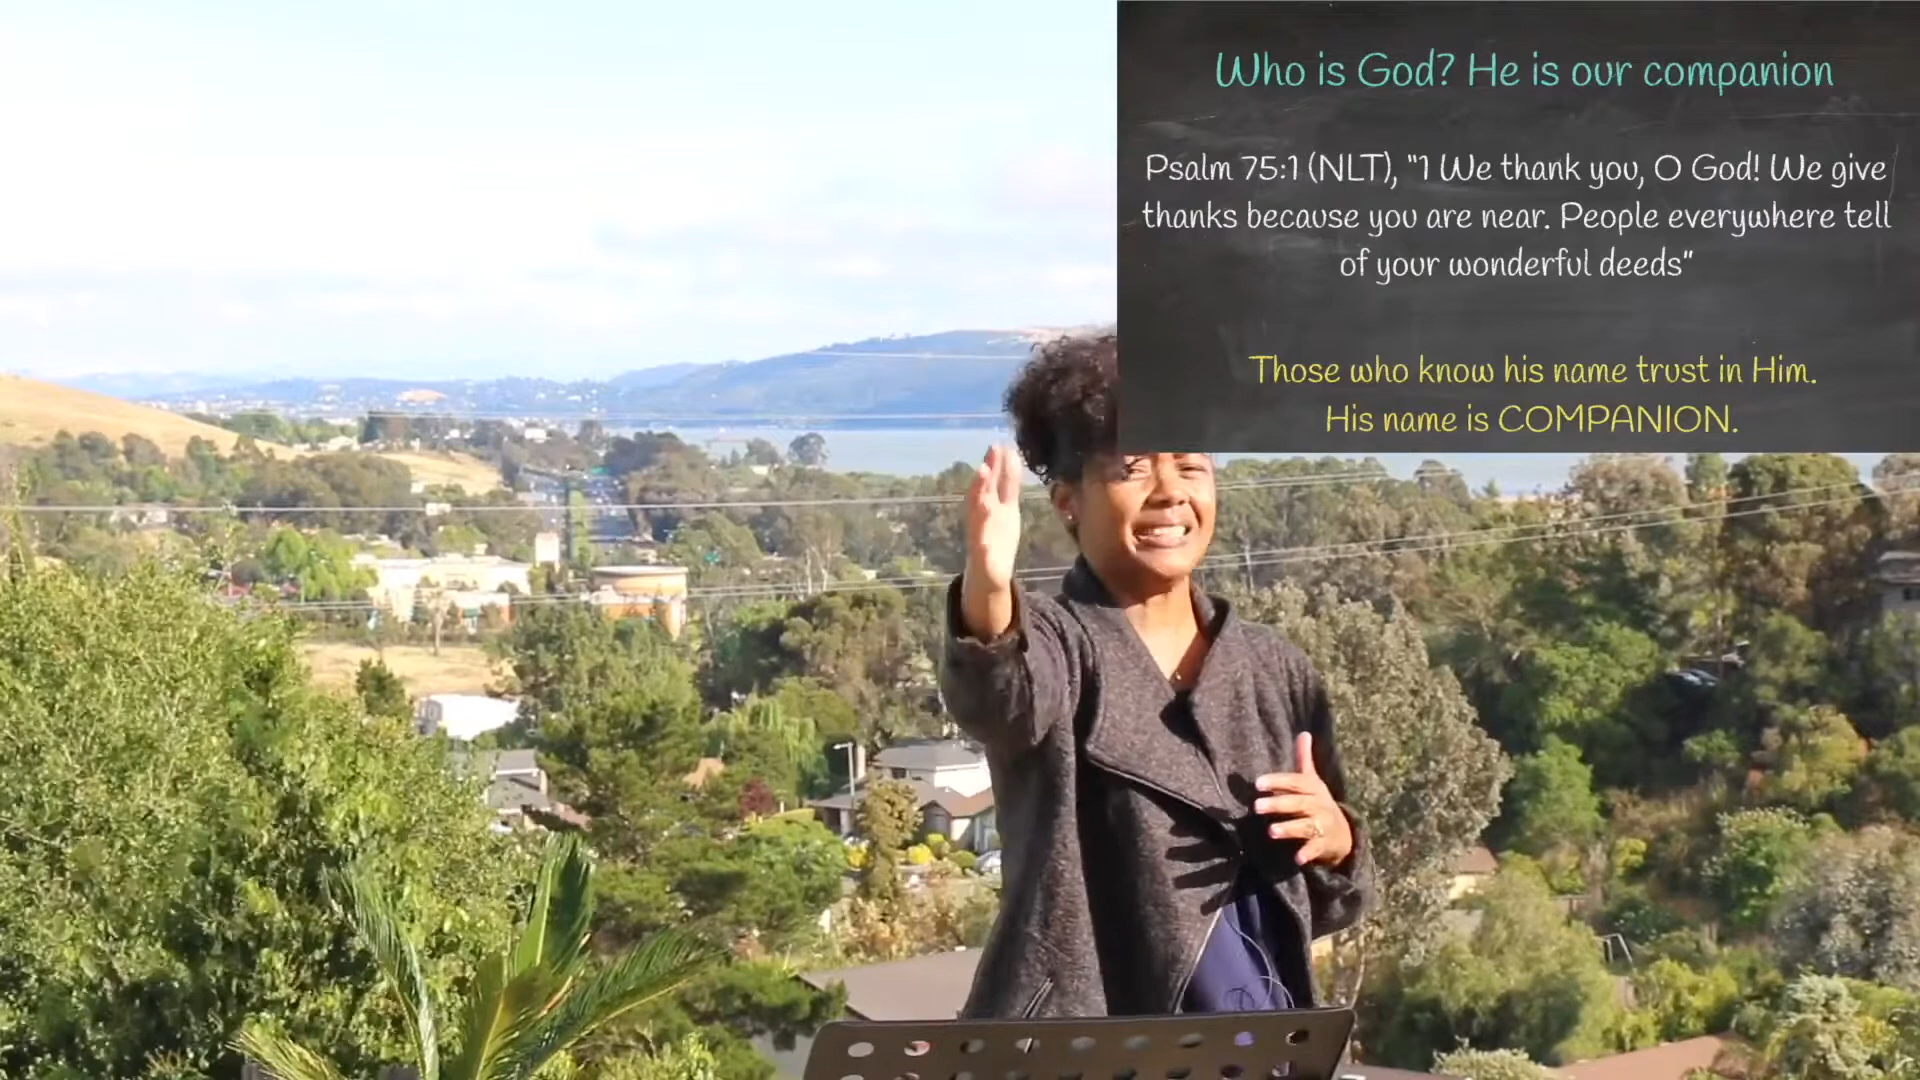 Who is God? He is our companion
Psalm 75:1 (NLT), "1 We thank you, O God! We give
thanks because you are near. People everywhere tell
of your wonderful deeds"
Those who know his name trust in Him.
His name is COMPANION.